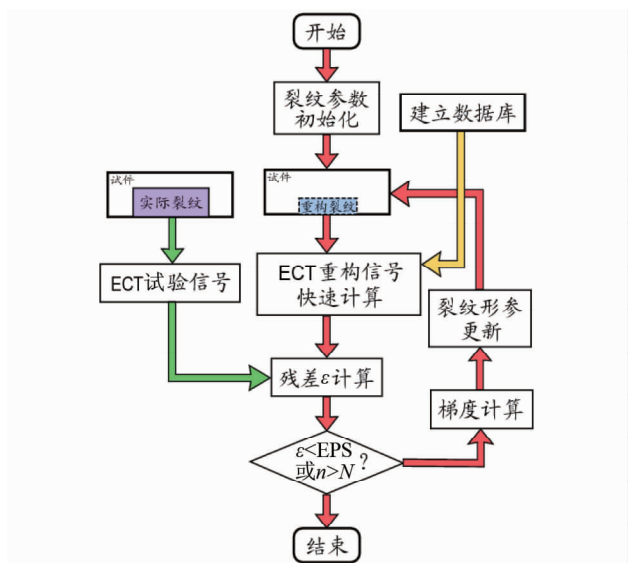 开始
裂纹参数
初始化
建立数据库
试件
实际裂纹
试件
重构裂纹
ECT试验信号
ECT重构信号
快速计算
裂纹形参
更新
残差ε计算
梯度计算
ε<EPS
或n>N
?
结束